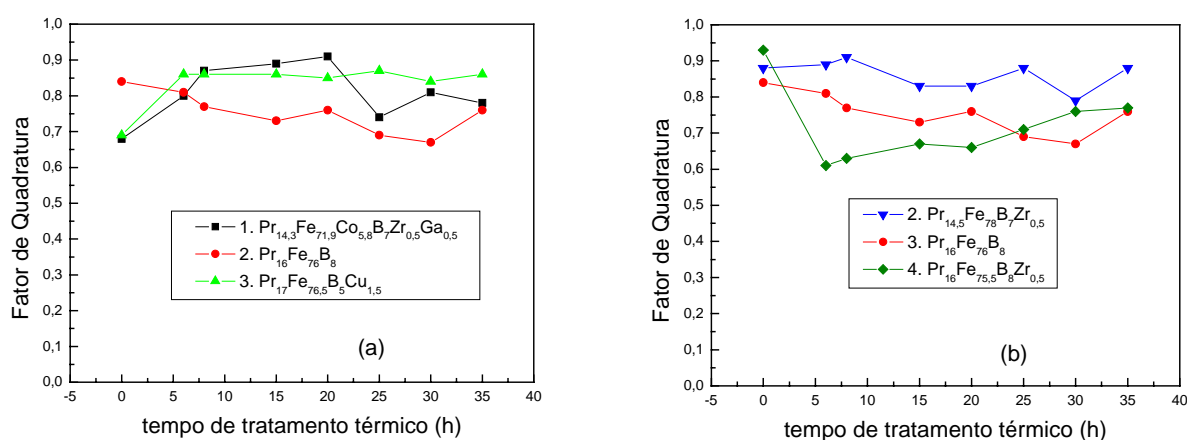 1,0
0,9
0,8
0,7
0,6
0,5
0,4
0,3
0,2
0,1
0,0
Fator de Quadratura
1. Pr14,3Fe71,9Co5,8B7Zr0,5Ga0,5
2. Pr16Fe76B8
3. Pr17Fe76,5B5Cu1,5
(a)
-5 0 5 10 15 20 25 30 35 40
tempo de tratamento térmico (h)
1,0
0,9
0,8
0,7
0,6
0,5
0,4
0,3
0,2
0,1
0,0
Fator de Quadratura
2. Pr14,5Fe78B7Zr0,5
3. Pr16Fe76B8
4. Pr16Fe75,5B8Zr0,5
(b)
-5 0 5 10 15 20 25 30 35 40
tempo de tratamento térmico (h)